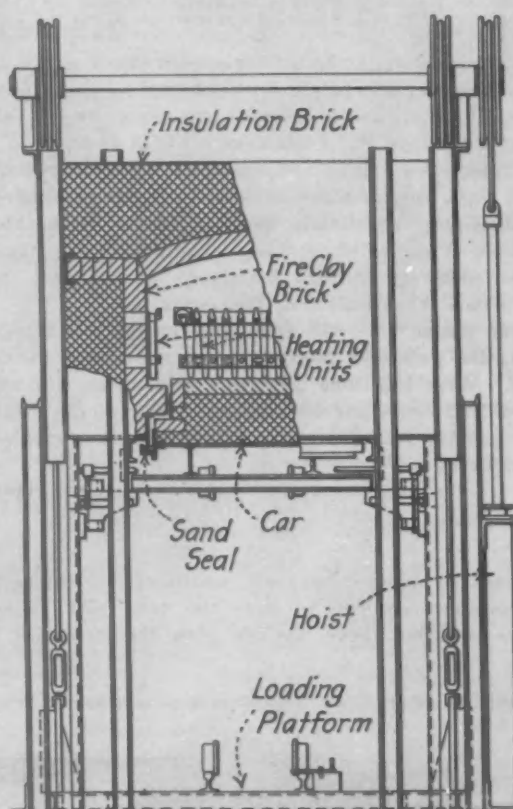 Insulation Brick
Fire Clay
Brick
Heating
Units
Sand
Seal
Car
Hoist
Loading
Platform